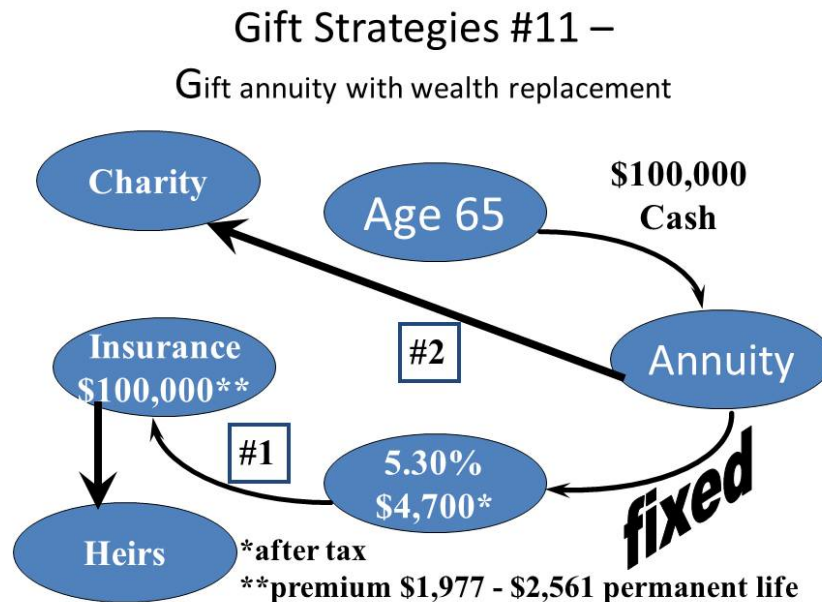 Gift Strategies #11 –
Gift annuity with wealth replacement
Charity
Age 65
$100,000
Cash
Insurance
$100,000**
#2
Annuity
#1
5.30%
$4,700*
fixed
Heirs
*after tax
**premium $1,977 - $2,561 permanent life